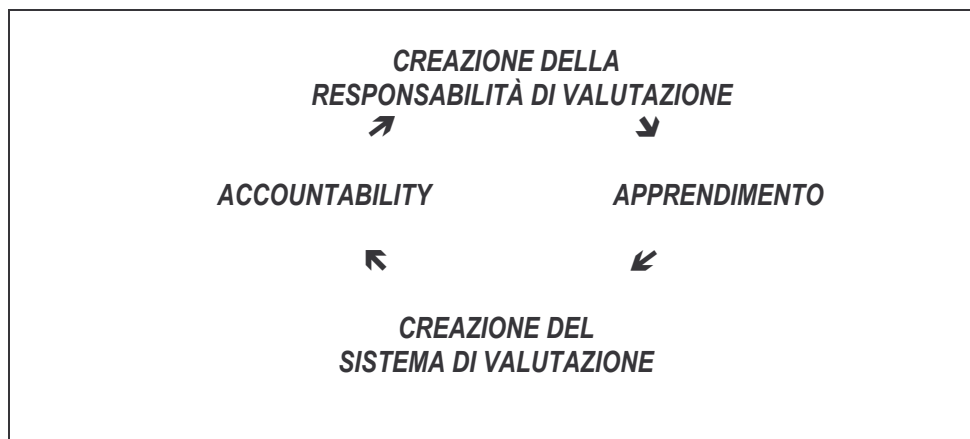 CREAZIONE DELLA
RESPONSABILITÀ DI VALUTAZIONE
ACCOUNTABILITY APPRENDIMENTO
CREAZIONE DEL
SISTEMA DI VALUTAZIONE